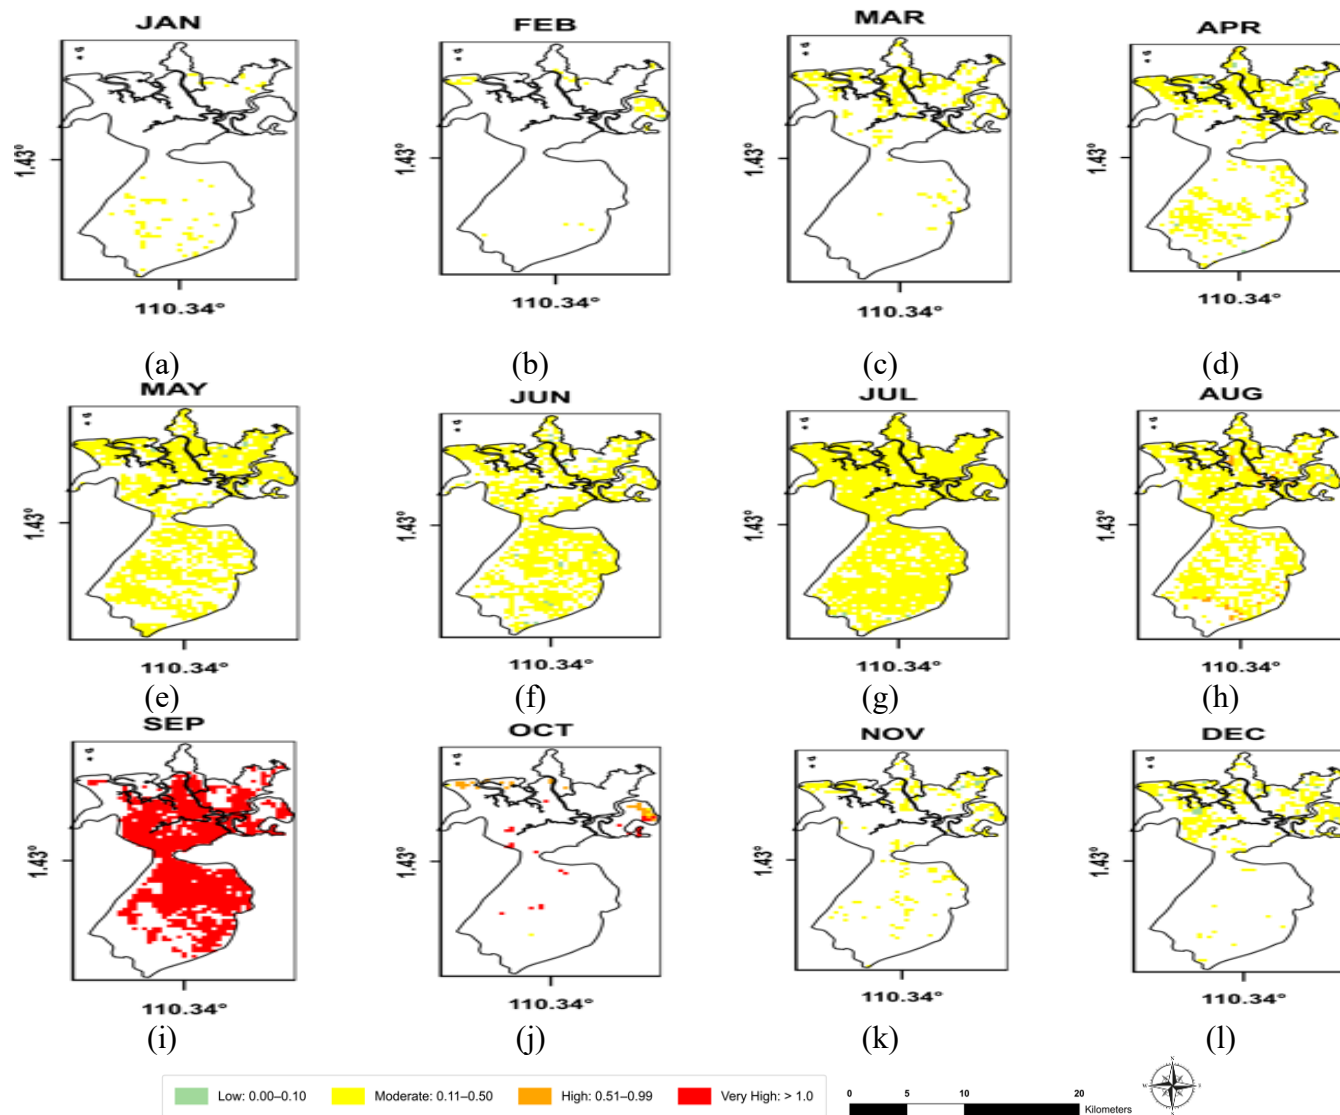 JAN FEB MAR APR
1.43° 1.43° 1.43° 1.43°
110.34° 110.34° 110.34° 110.34°
(a) (b) (c) (d)
MAY JUN JUL AUG
1.43° 1.43° 1.43° 1.43°
110.34° 110.34° 110.34° 110.34°
(e) (f) (g) (h)
SEP OCT NOV DEC
1.43° 1.43° 1.43° 1.43°
110.34° 110.34° 110.34° 110.34°
(i) (j) (k) (l)
Low: 0.00–0.10 Moderate: 0.11–0.50 High: 0.51–0.99 Very High: > 1.0
0 5 10 20
Kilometers